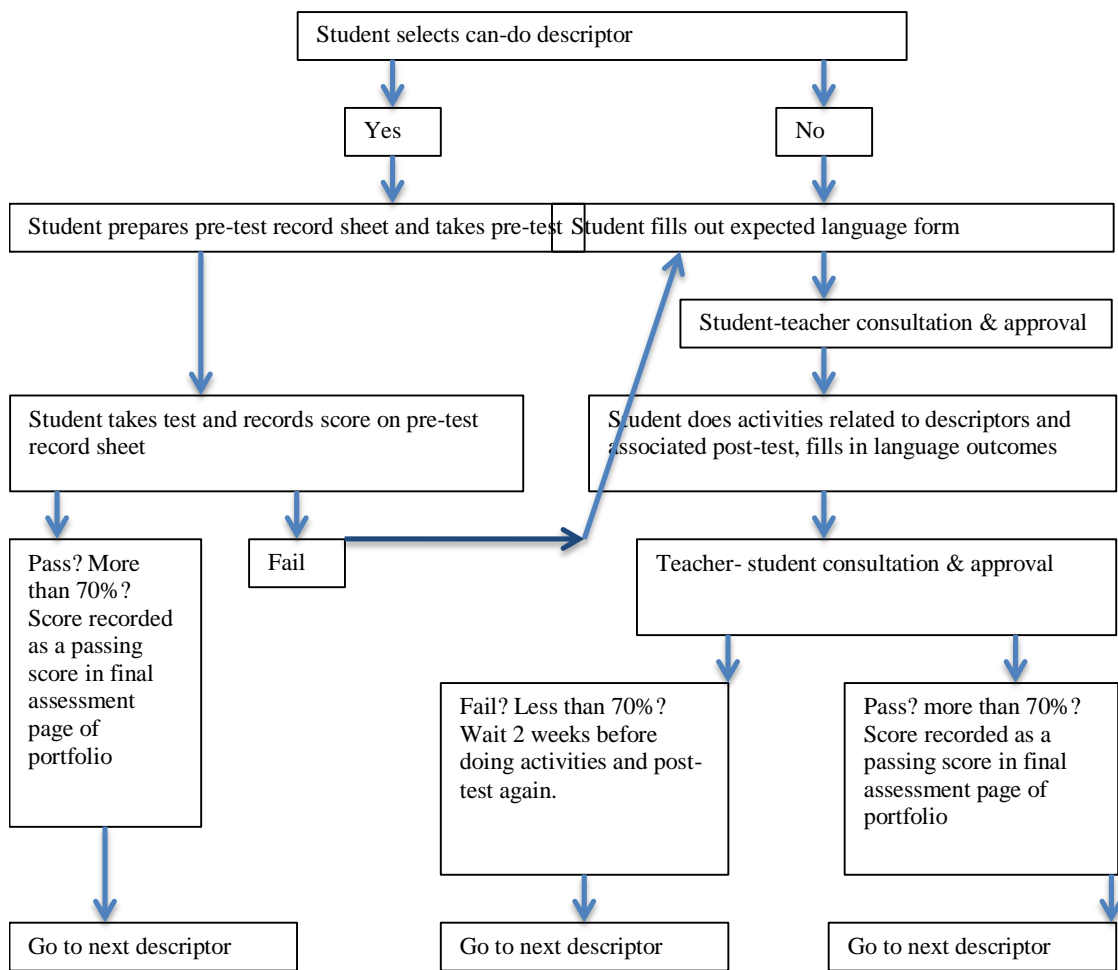 Student selects can-do descriptor
Yes
No
Student prepares pre-test record sheet and takes pre-test
Student fills out expected language form
Student-teacher consultation & approval
Student takes test and records score on pre-test
record sheet
Student does activities related to descriptors and
associated post-test, fills in language outcomes
Pass? More
than 70%?
Score recorded
as a passing
score in final
assessment
page of
portfolio
Fail
Teacher- student consultation & approval
Fail? Less than 70%?
Wait 2 weeks before
doing activities and post-
test again.
Pass? more than 70%?
Score recorded as a
passing score in final
assessment page of
portfolio
Go to next descriptor
Go to next descriptor
Go to next descriptor